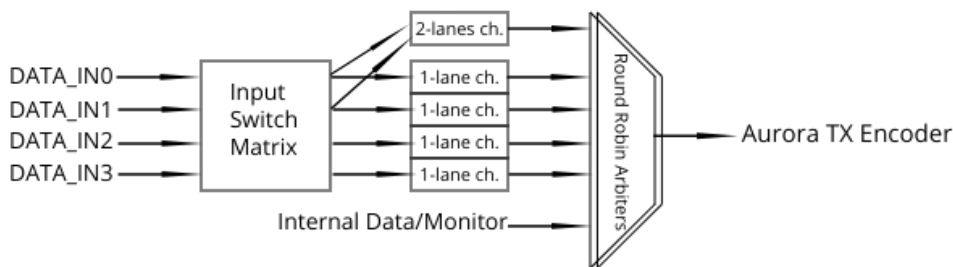 2-lanes ch.
DATA_IN0
1-lane ch.
DATA_IN1
1-lane ch.
DATA_IN2
1-lane ch.
DATA_IN3
1-lane ch.
Input
Switch
Matrix
Round Robin Arbiters
Aurora TX Encoder
Internal Data/Monitor